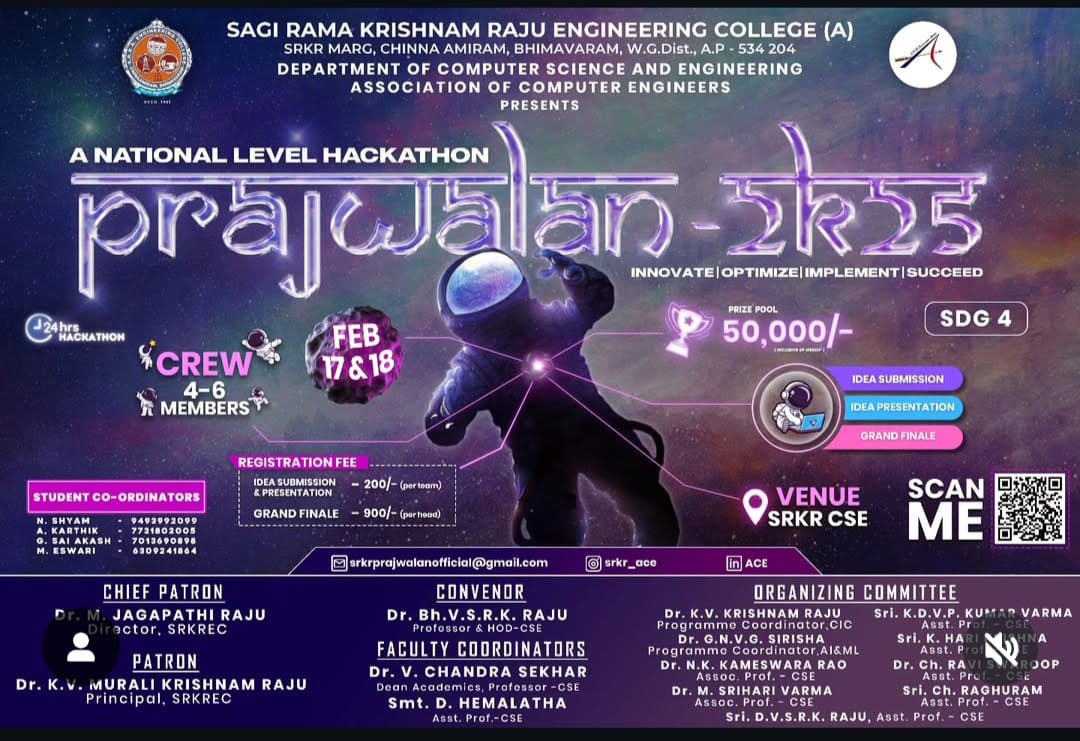 SAGI RAMA KRISHNAM RAJU ENGINEERING COLLEGE (A)
SRKR MARG, CHINNA AMIRAM, BHIMAVARAM, W.G.Dist., A.P - 534 204
DEPARTMENT OF COMPUTER SCIENCE AND ENGINEERING
ASSOCIATION OF COMPUTER ENGINEERS
PRESENTS
A NATIONAL LEVEL HACKATHON
prajwalan - 2k25
INNOVATE|OPTIMIZE|IMPLEMENT|SUCCEED
24hrs
HACKATHON
CREW
4-6
MEMBERS
FEB
17 & 18
PRIZE POOL
50,000/-
SDG 4
IDEA SUBMISSION
IDEA PRESENTATION
GRAND FINALE
REGISTRATION FEE
IDEA SUBMISSION
& PRESENTATION - 200/- (per team)
GRAND FINALE - 900/- (per head)
STUDENT CO-ORDINATORS
N. SHYAM - 9493992099
A. KARTHIK - 7731802005
G. SAI AKASH - 7013690898
M. ESWARI - 6309241864
VENUE
SRKR CSE
SCAN
ME
srkrprajwalanofficial@gmail.com
srkr_ace
in ACE
CHIEF PATRON
Dr. M. JAGAPATHI RAJU
Director, SRKREC
PATRON
Dr. K.V. MURALI KRISHNAM RAJU
Principal, SRKREC
CONVENOR
Dr. Bh.V.S.R.K. RAJU
Professor & HOD-CSE
FACULTY COORDINATORS
Dr. V. CHANDRA SEKHAR
Dean Academics, Professor -CSE
Smt. D. HEMALATHA
Asst. Prof.-CSE
ORGANIZING COMMITTEE
Dr. K.V. KRISHNAM RAJU
Programme Coordinator,CIC
Dr. G.N.V.G. SIRISHA
Programme Coordinator,AI&ML
Dr. N.K. KAMESWARA RAO
Assoc. Prof. - CSE
Dr. M. SRIHARI VARMA
Assoc. Prof. - CSE
Sri. K.D.V.P. KUMAR VARMA
Asst. Prof. - CSE
Sri. K. HARI KRISHNA
Asst. Prof. - CSE
Dr. Ch. RAVI SWAROOP
Asst. Prof. - CSE
Sri. Ch. RAGHURAM
Asst. Prof. - CSE
Sri. D.V.S.R.K. RAJU, Asst. Prof. - CSE